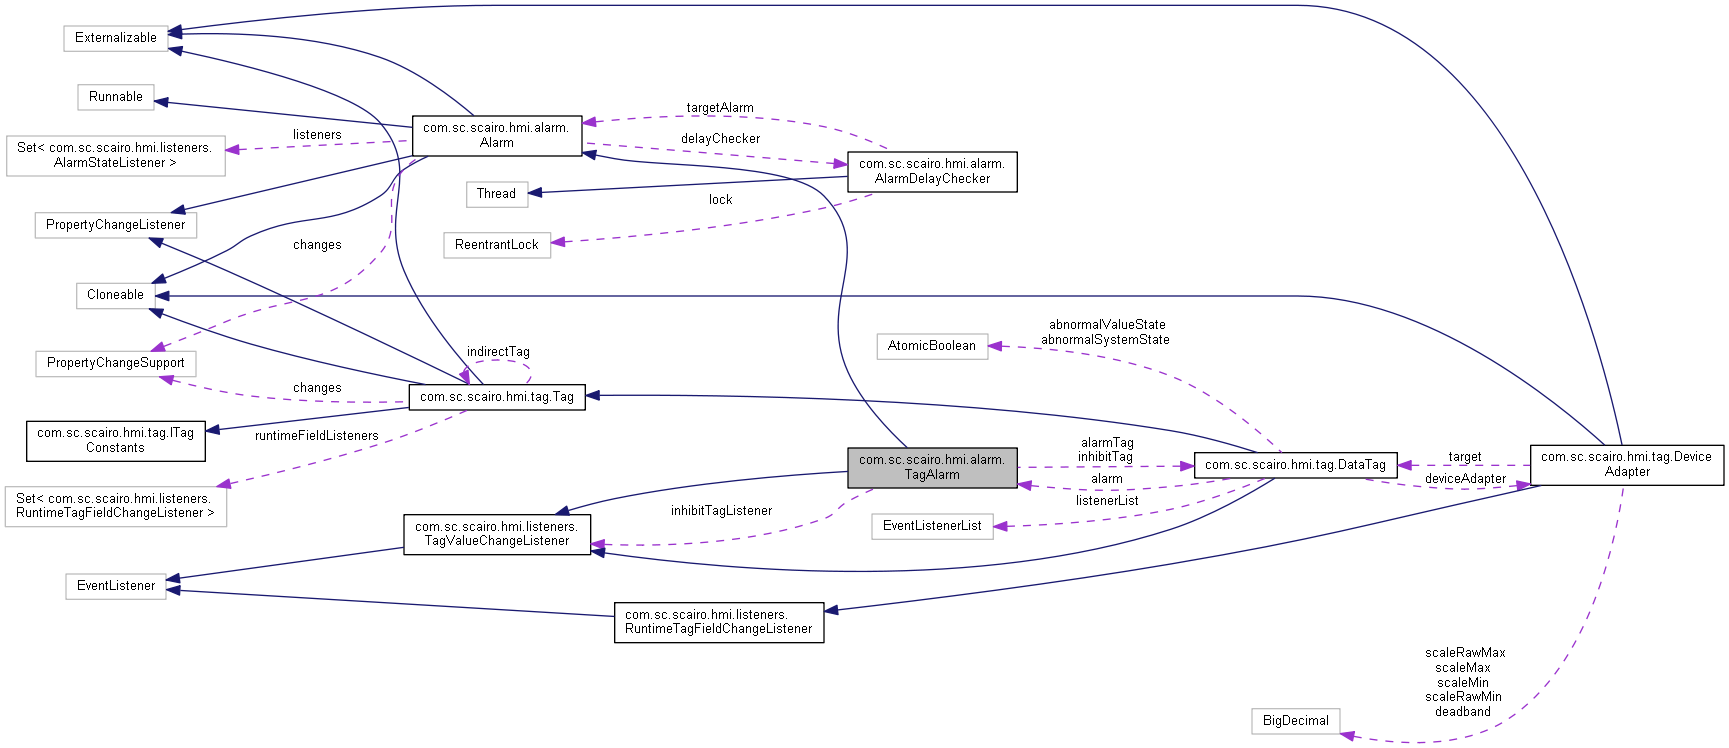 Externalizable
Runnable
targetAlarm
com.sc.scairo.hmi.alarm.
Alarm
listeners
delayChecker
Set< com.sc.scairo.hmi.listeners.
AlarmStateListener >
com.sc.scairo.hmi.alarm.
AlarmDelayChecker
Thread
lock
PropertyChangeListener
ReentrantLock
changes
Cloneable
abnormalValueState
abnormalSystemState
AtomicBoolean
indirectTag
PropertyChangeSupport
changes
com.sc.scairo.hmi.tag.Tag
com.sc.scairo.hmi.tag.ITag
Constants
runtimeFieldListeners
alarmTag
inhibitTag
com.sc.scairo.hmi.alarm.
TagAlarm
alarm
com.sc.scairo.hmi.tag.DataTag
target
deviceAdapter
com.sc.scairo.hmi.tag.Device
Adapter
Set< com.sc.scairo.hmi.listeners.
RuntimeTagFieldChangeListener >
inhibitTagListener
listenerList
EventListenerList
com.sc.scairo.hmi.listeners.
TagValueChangeListener
EventListener
com.sc.scairo.hmi.listeners.
RuntimeTagFieldChangeListener
scaleRawMax
scaleMax
scaleMin
scaleRawMin
deadband
BigDecimal